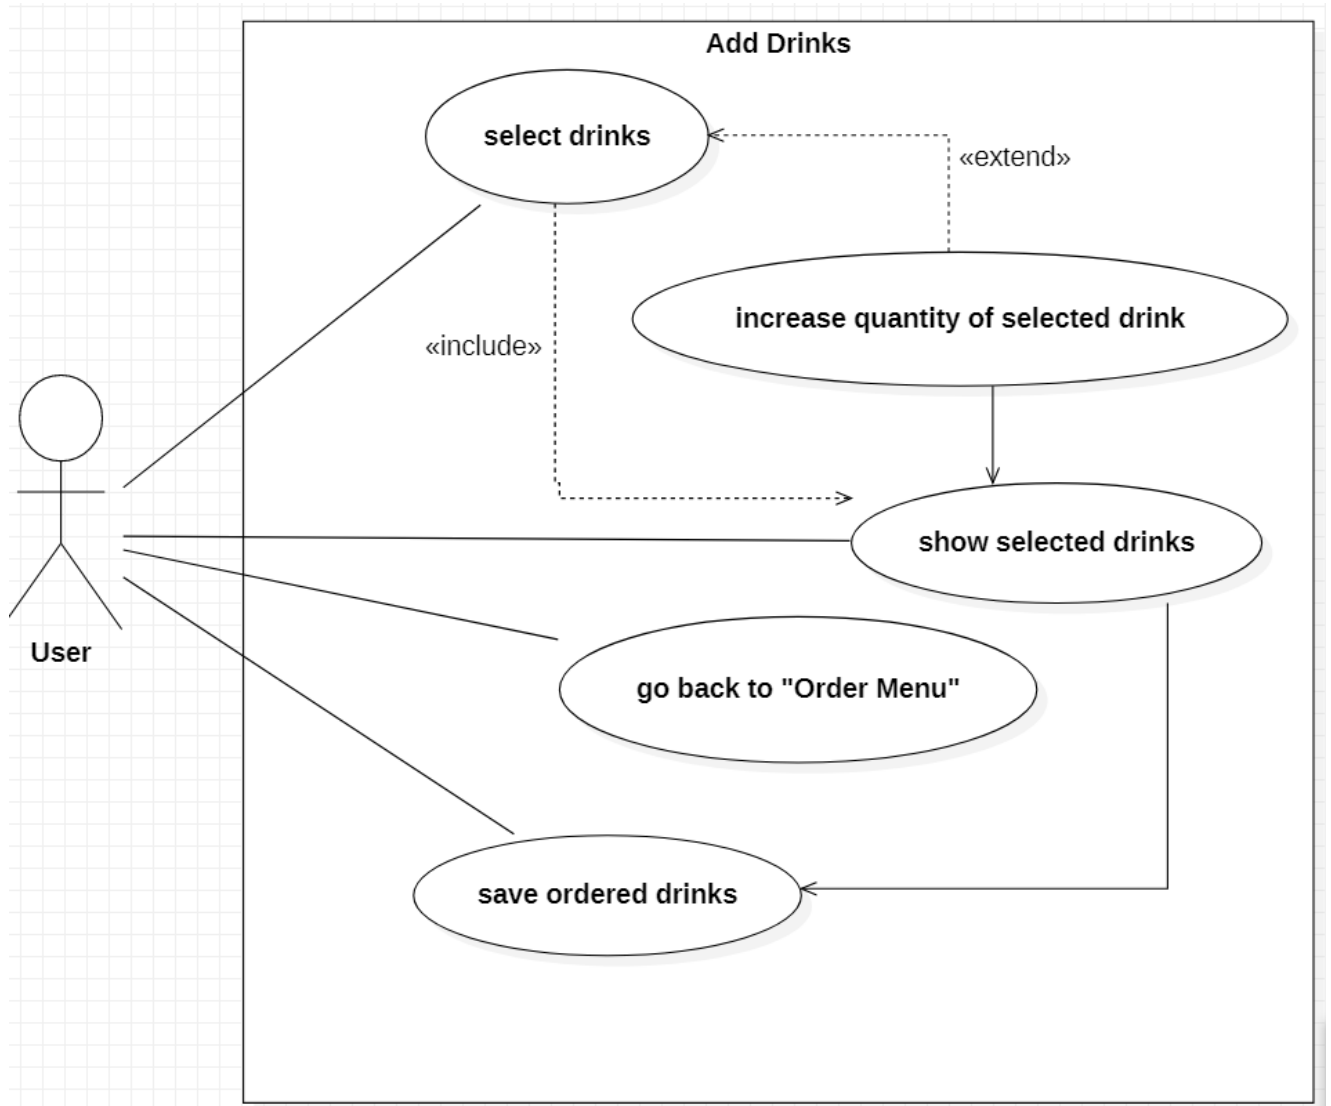 Add Drinks
select drinks
«extend»
increase quantity of selected drink
«include»
show selected drinks
User
go back to "Order Menu"
save ordered drinks